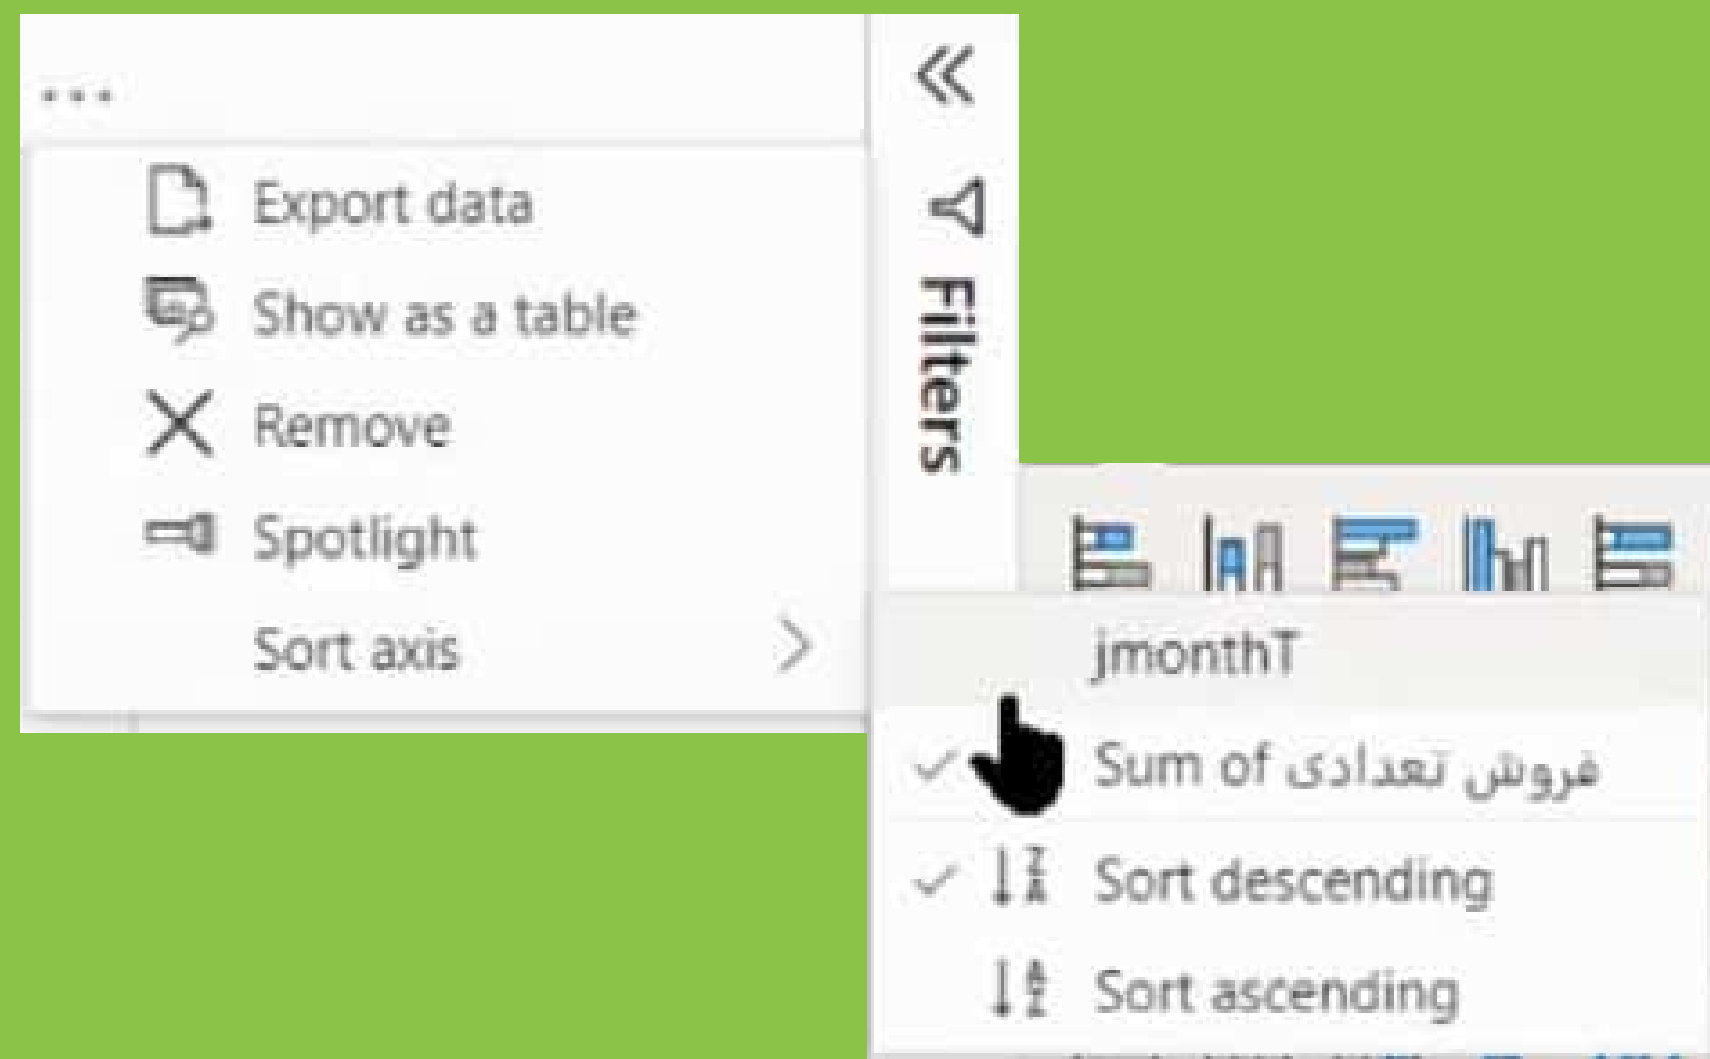 ...
Export data
Show as a table
Remove
Spotlight
Sort axis
Filters
jmonthT
Sum of فروش تعدادی
Sort descending
Sort ascending